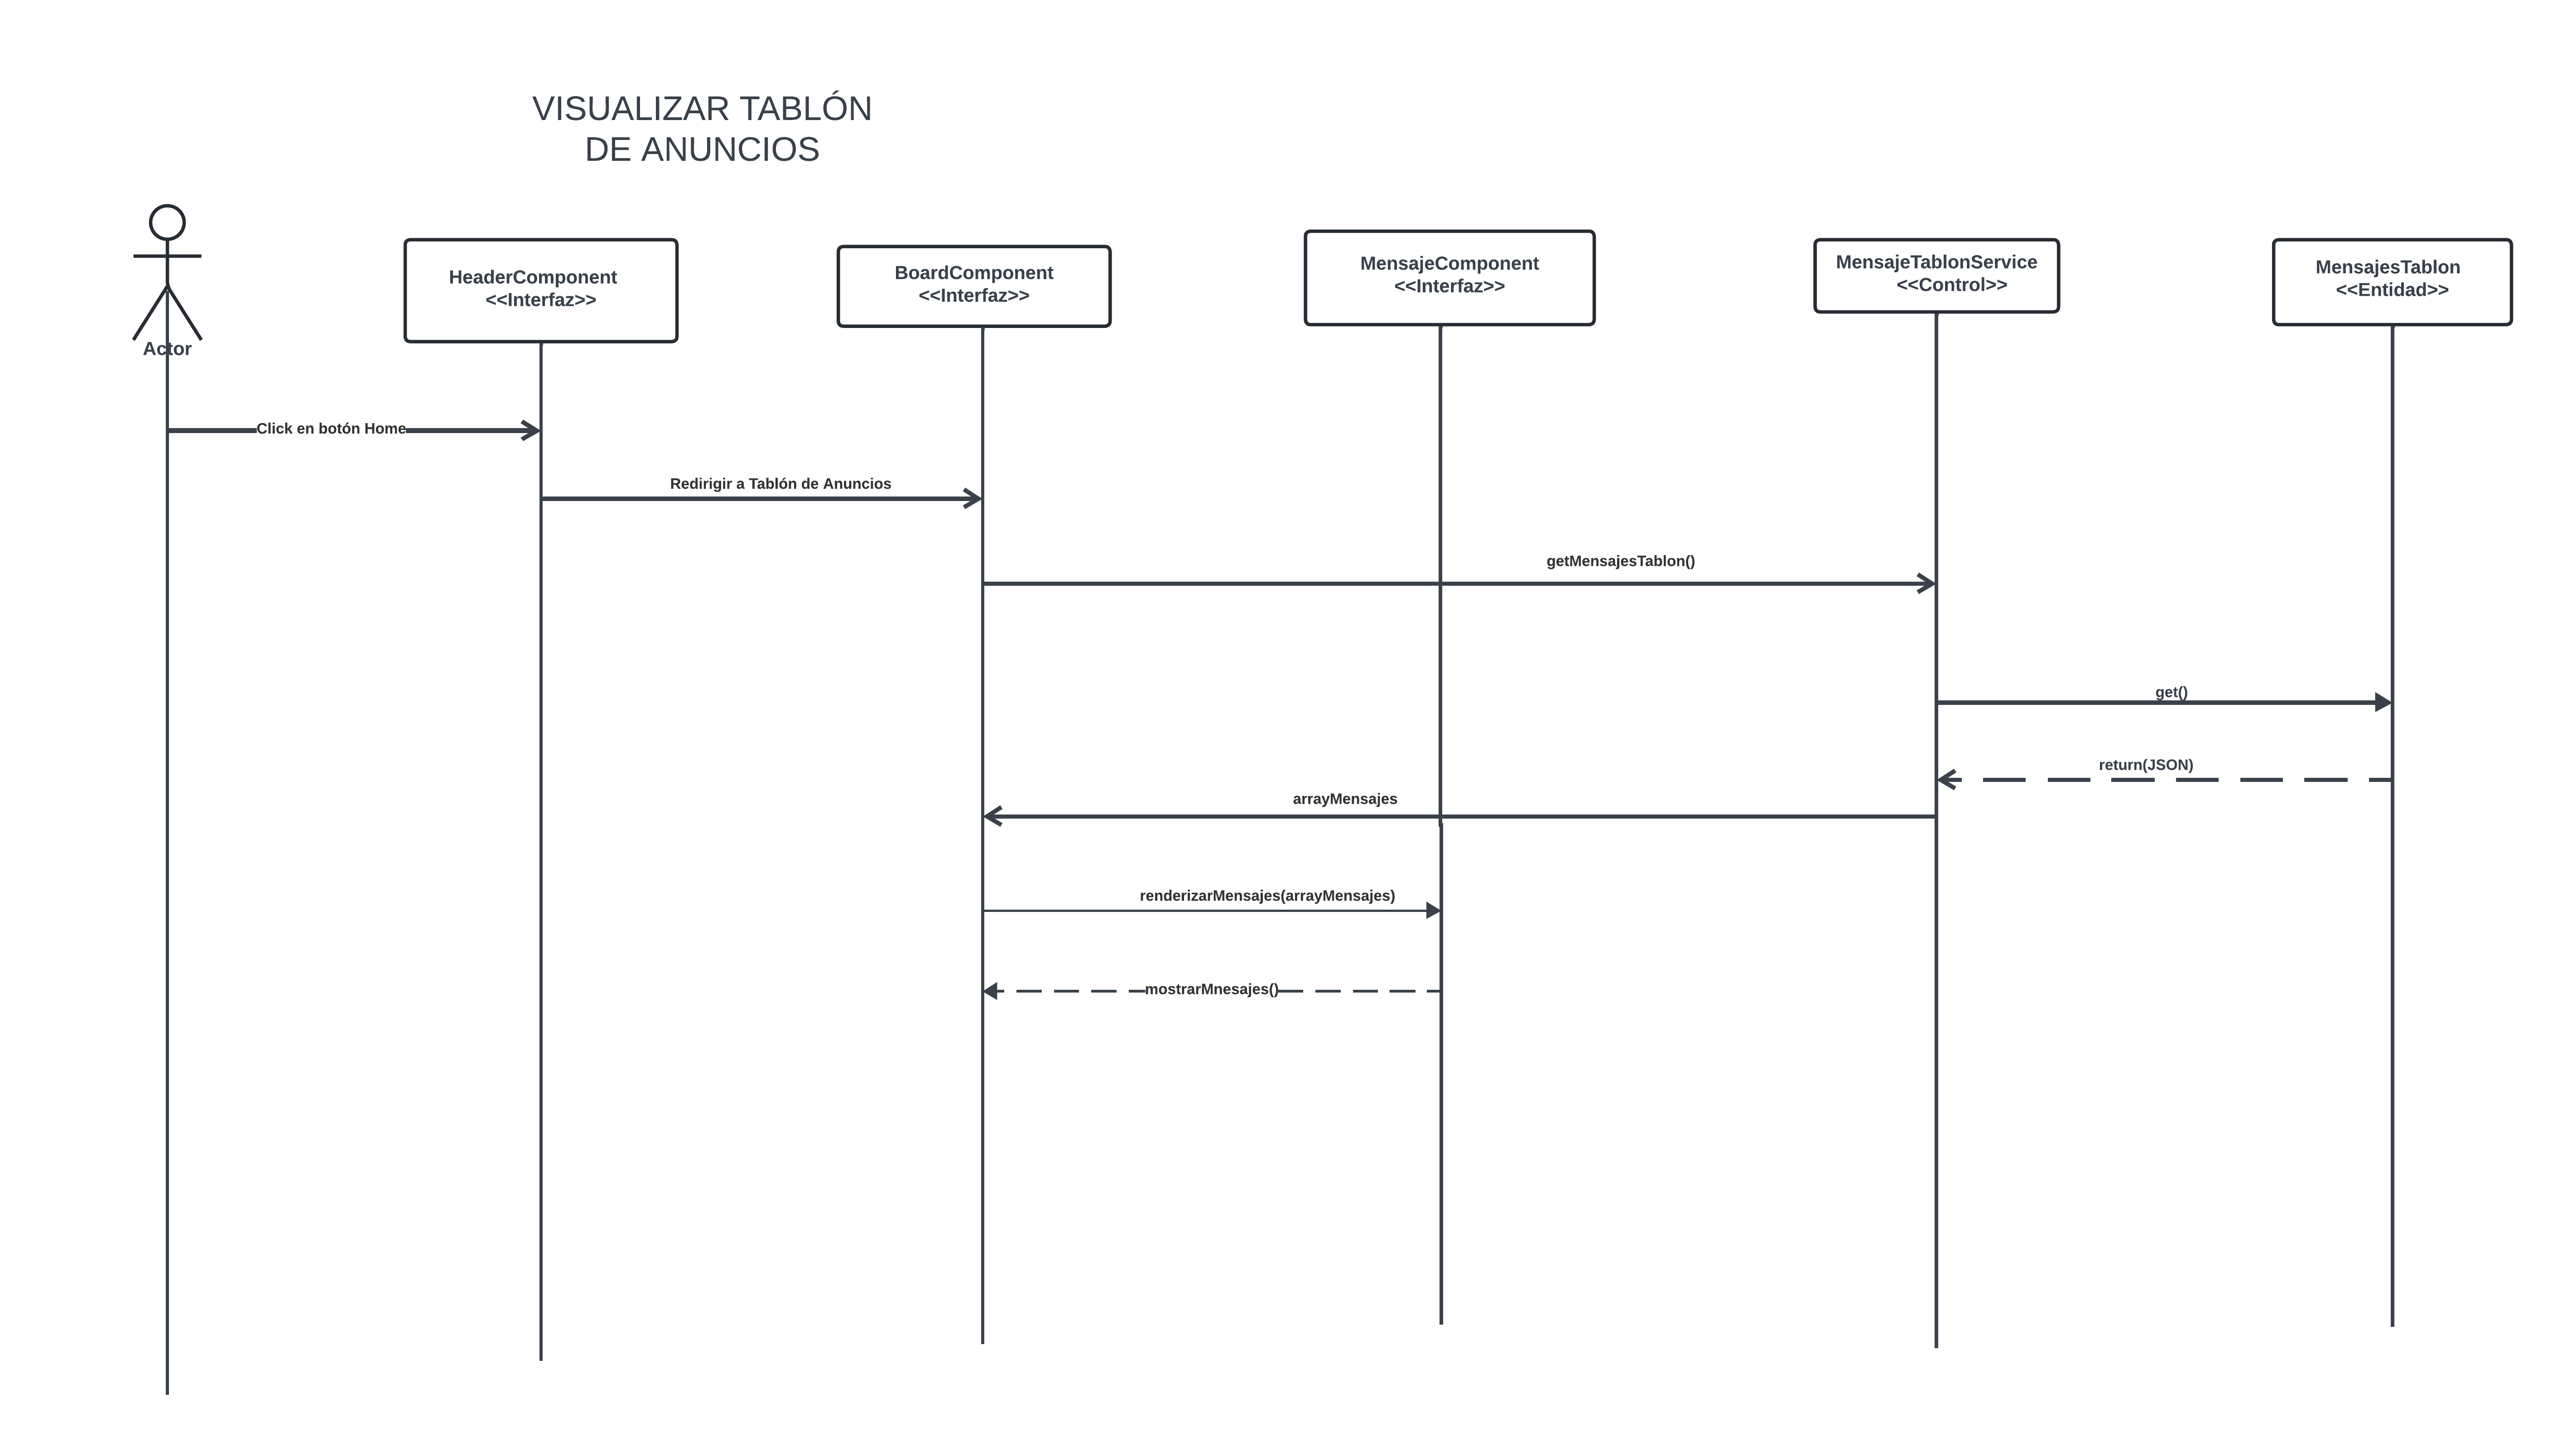 VISUALIZAR TABLÓN
DE ANUNCIOS
Actor
HeaderComponent
<<Interfaz>>
BoardComponent
<<Interfaz>>
MensajeComponent
<<Interfaz>>
MensajeTablonService
<<Control>>
MensajesTablon
<<Entidad>>
Click en botón Home
Redirigir a Tablón de Anuncios
getMensajesTablon()
get()
return(JSON)
arrayMensajes
renderizarMensajes(arrayMensajes)
mostrarMnesajes()